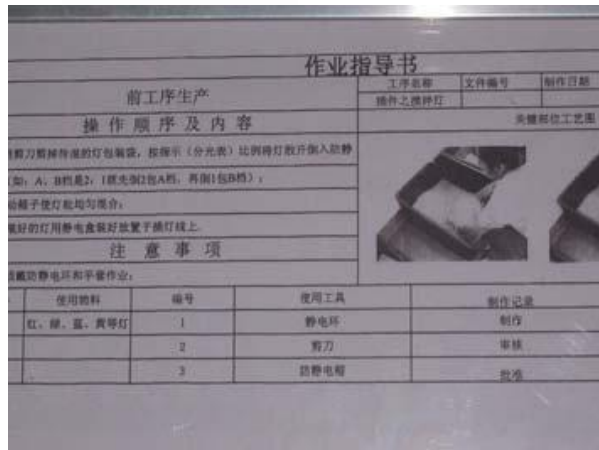 作业指导书
前工序生产
工序名称 文件编号 制作日期
插件之搅拌灯
操作顺序及内容
关键部位工艺图
剪刀剪掉传递的灯包装袋，按指示（分光表）比例将灯散开倒入防静
如：A、B档是2：1就先倒2包A档，再倒1包B档）；
箱子使灯能均匀混合；
好的灯用静电盒装好放置于插灯线上.
注意事项
戴防静电环和手套作业；
使用物料 编号 使用工具 制作记录
红、绿、蓝、黄等灯 1 静电环 制作
2 剪刀 审核
3 防静电箱 批准